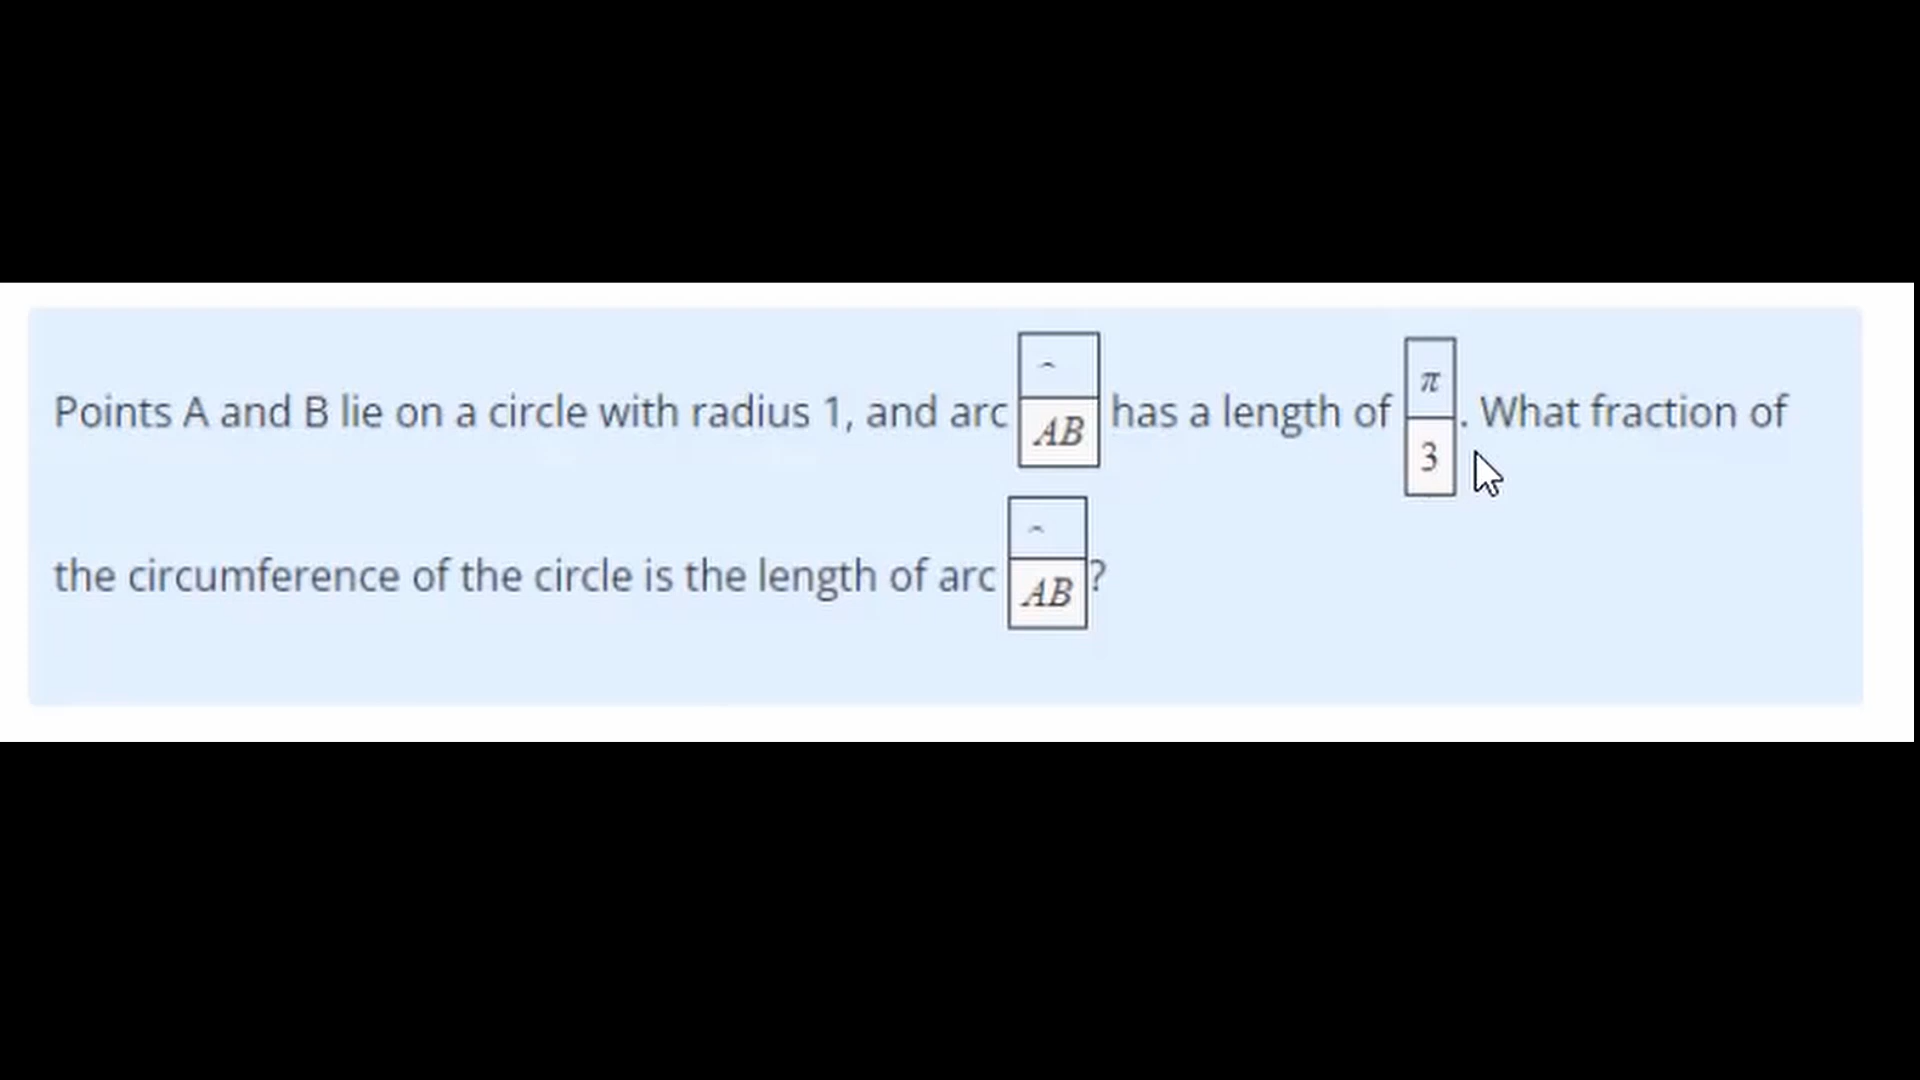 Points A and B lie on a circle with radius 1, and arc ⌢/AB has a length of π/3. What fraction of
the circumference of the circle is the length of arc ⌢/AB?